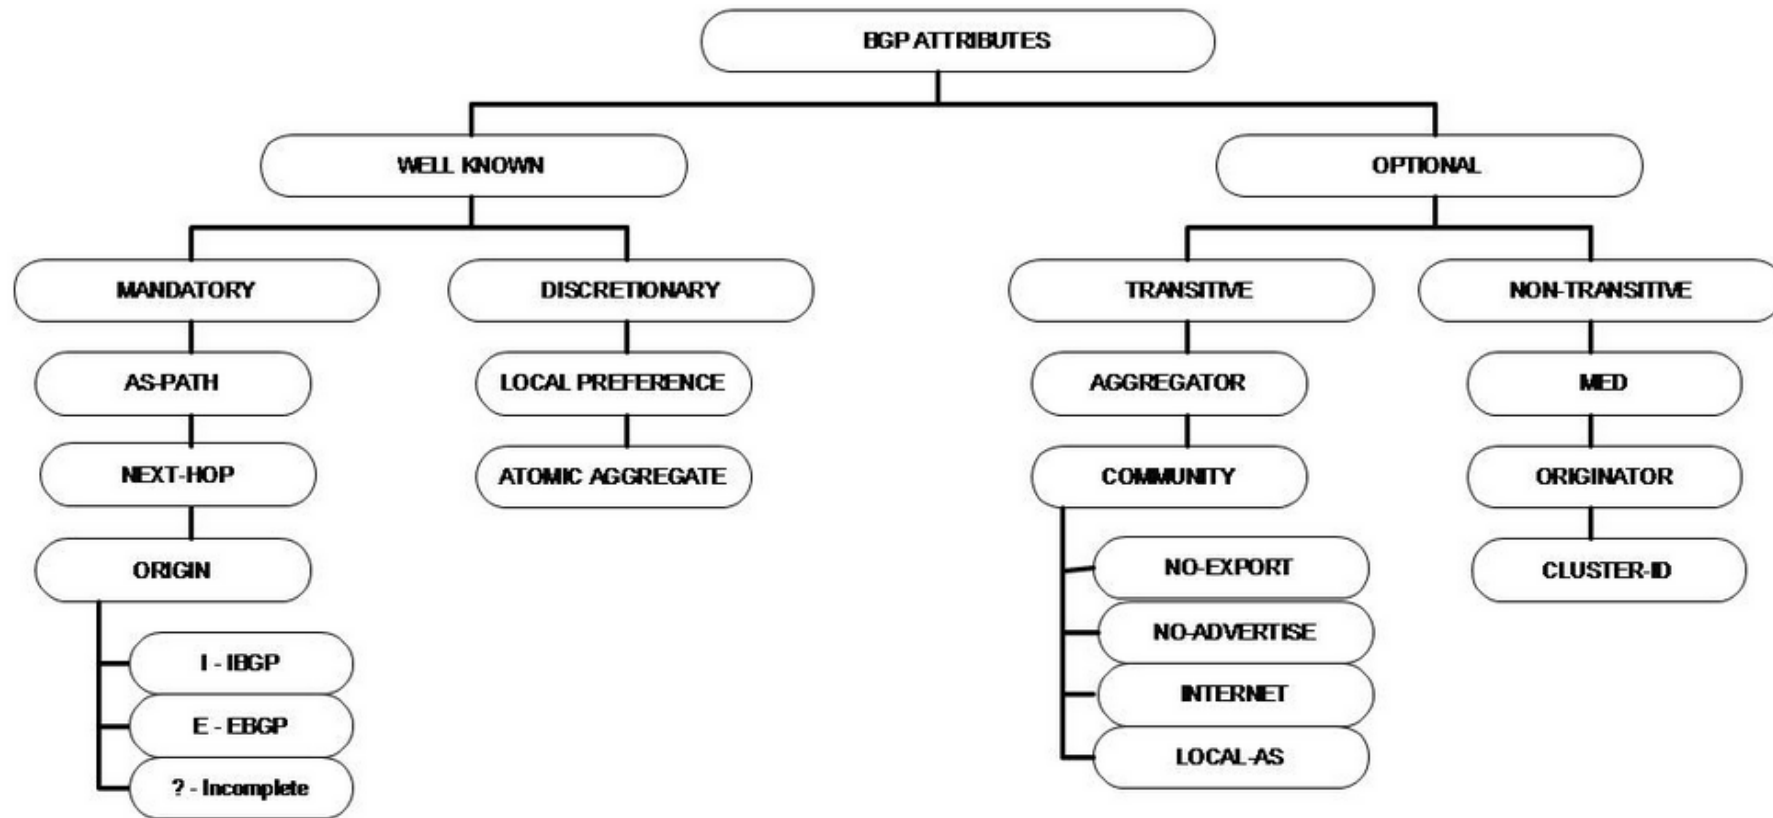 BGP ATTRIBUTES
WELL KNOWN
OPTIONAL
MANDATORY
DISCRETIONARY
TRANSITIVE
NON-TRANSITIVE
AS-PATH
LOCAL PREFERENCE
AGGREGATOR
MED
NEXT-HOP
ATOMIC AGGREGATE
COMMUNITY
ORIGINATOR
ORIGIN
NO-EXPORT
CLUSTER-ID
NO-ADVERTISE
I - IBGP
INTERNET
E - EBGP
LOCAL-AS
? - Incomplete